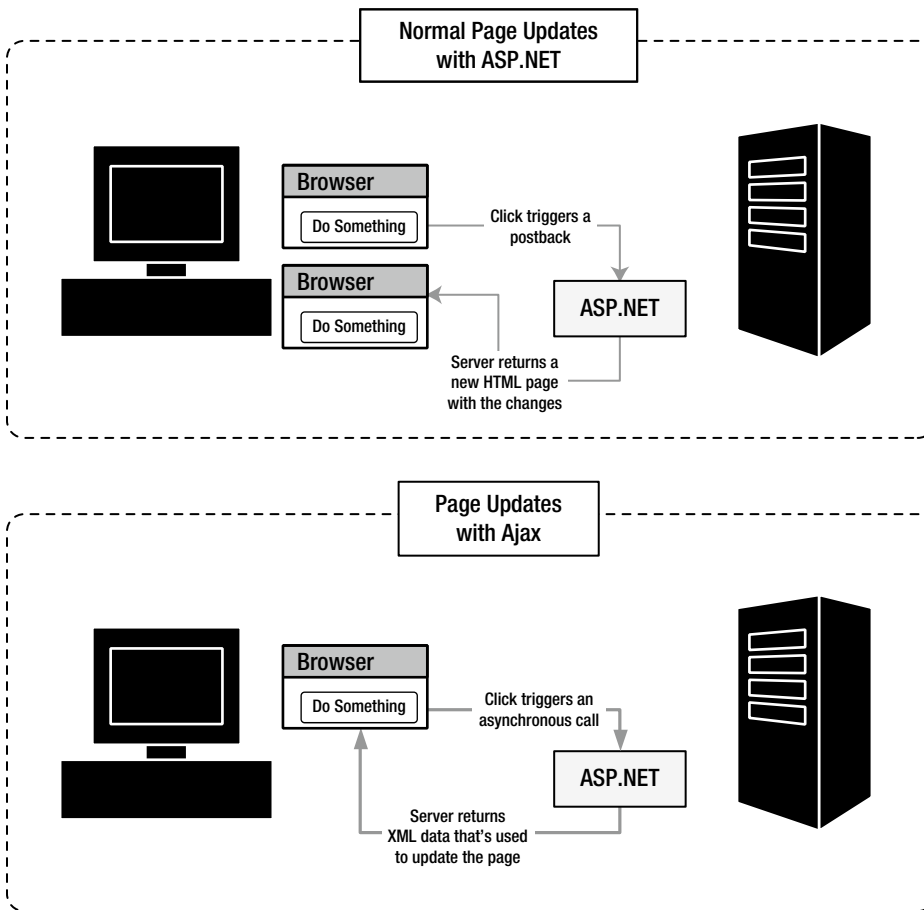 Normal Page Updates
with ASP.NET
Browser
Do Something
Click triggers a
postback
Browser
Do Something
ASP.NET
Server returns a
new HTML page
with the changes
Page Updates
with Ajax
Browser
Do Something
Click triggers an
asynchronous call
ASP.NET
Server returns
XML data that's used
to update the page